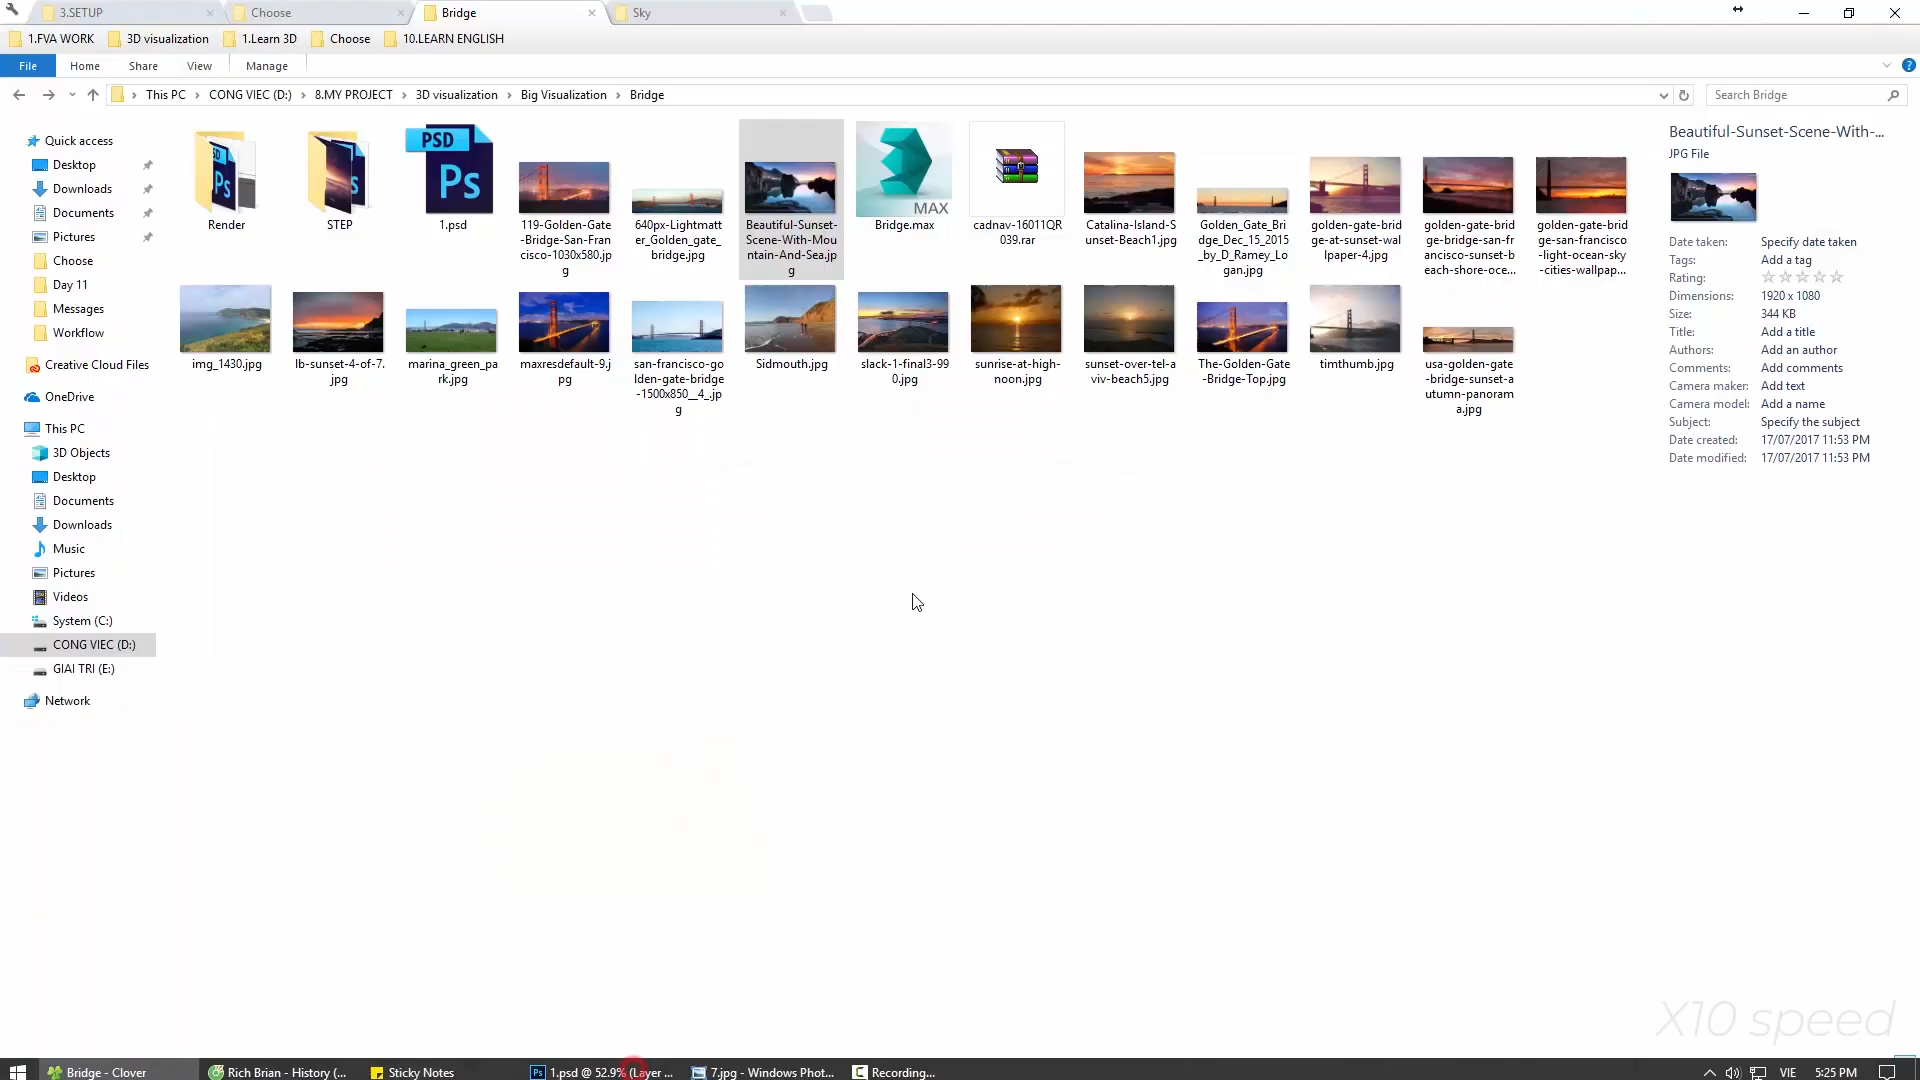 3.SETUP
Choose
Bridge
Sky
1.FVA WORK
3D visualization
1.Learn 3D
Choose
10.LEARN ENGLISH
File
Home
Share
View
Manage
This PC
CONG VIEC (D:)
8.MY PROJECT
3D visualization
Big Visualization
Bridge
Search Bridge
Quick access
Desktop
Downloads
Documents
Pictures
Choose
Day 11
Messages
Workflow
Creative Cloud Files
OneDrive
This PC
3D Objects
Desktop
Documents
Downloads
Music
Pictures
Videos
System (C:)
CONG VIEC (D:)
GIAI TRI (E:)
Network
Render
STEP
PSD
Ps
1.psd
119-Golden-Gate
-Bridge-San-Fran
cisco-1030x580.jp
g
640px-Lightmatt
er_Golden_gate_
bridge.jpg
Beautiful-Sunset-
Scene-With-Mou
ntain-And-Sea.jp
g
MAX
Bridge.max
cadnav-16011QR
039.rar
Catalina-Island-S
unset-Beach1.jpg
Golden_Gate_Bri
dge_Dec_15_2015
_by_D_Ramey_Lo
gan.jpg
golden-gate-brid
ge-at-sunset-wal
lpaper-4.jpg
golden-gate-brid
ge-bridge-san-fr
ancisco-sunset-b
each-shore-oce...
golden-gate-brid
ge-san-francisco
-light-ocean-sky
-cities-wallpap...
img_1430.jpg
lb-sunset-4-of-7.
jpg
marina_green_pa
rk.jpg
maxresdefault-9.j
pg
san-francisco-go
lden-gate-bridge
-1500x850__4_.jp
g
Sidmouth.jpg
slack-1-final3-99
0.jpg
sunrise-at-high-
noon.jpg
sunset-over-tel-a
viv-beach5.jpg
The-Golden-Gate
-Bridge-Top.jpg
timthumb.jpg
usa-golden-gate
-bridge-sunset-a
utumn-panoram
a.jpg
Beautiful-Sunset-Scene-With-...
JPG File
Date taken: Specify date taken
Tags: Add a tag
Rating:
Dimensions: 1920 x 1080
Size: 344 KB
Title: Add a title
Authors: Add an author
Comments: Add comments
Camera maker: Add text
Camera model: Add a name
Subject: Specify the subject
Date created: 17/07/2017 11:53 PM
Date modified: 17/07/2017 11:53 PM
X10 speed
Bridge - Clover
Rich Brian - History (...
Sticky Notes
1.psd @ 52.9% (Layer ...
7.jpg - Windows Phot...
Recording...
VIE
5:25 PM